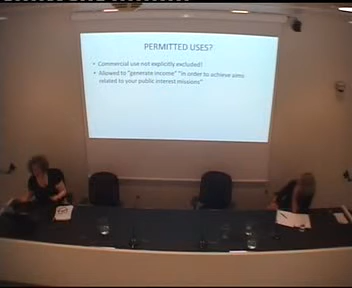 PERMITTED USES?
• Commercial use not explicitly excluded!
• Allowed to "generate income" "in order to achieve aims
related to your public interest missions"